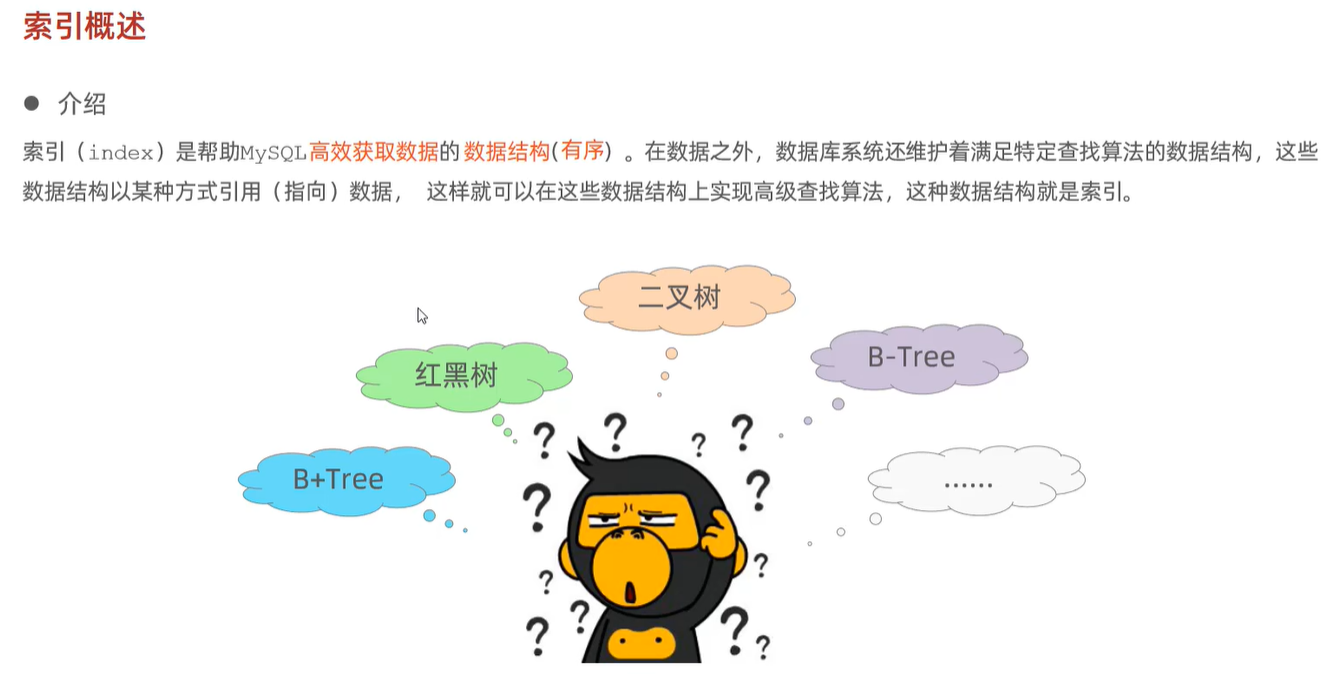 索引概述
● 介绍
索引（index）是帮助MySQL高效获取数据的数据结构(有序)。在数据之外，数据库系统还维护着满足特定查找算法的数据结构，这些
数据结构以某种方式引用（指向）数据， 这样就可以在这些数据结构上实现高级查找算法，这种数据结构就是索引。
二叉树
B-Tree
红黑树
B+Tree
......
? ? ? ?
? ?
? ?
? ? ? ?